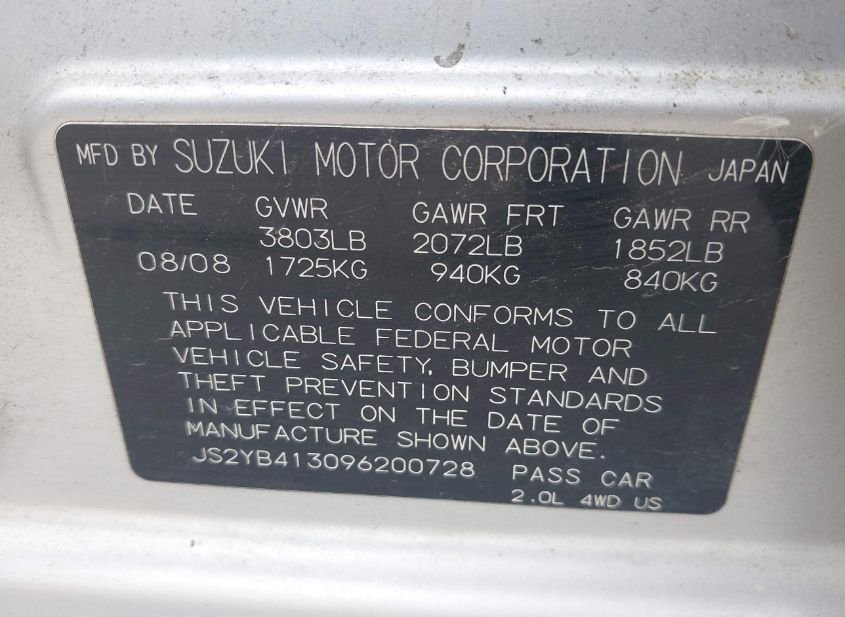 MFD BY SUZUKI MOTOR CORPORATION JAPAN
DATE GVWR GAWR FRT GAWR RR
3803LB 2072LB 1852LB
08/08 1725KG 940KG 840KG
THIS VEHICLE CONFORMS TO ALL
APPLICABLE FEDERAL MOTOR
VEHICLE SAFETY, BUMPER AND
THEFT PREVENTION STANDARDS
IN EFFECT ON THE DATE OF
MANUFACTURE SHOWN ABOVE.
JS2YB413096200728 PASS CAR
2.0L 4WD US